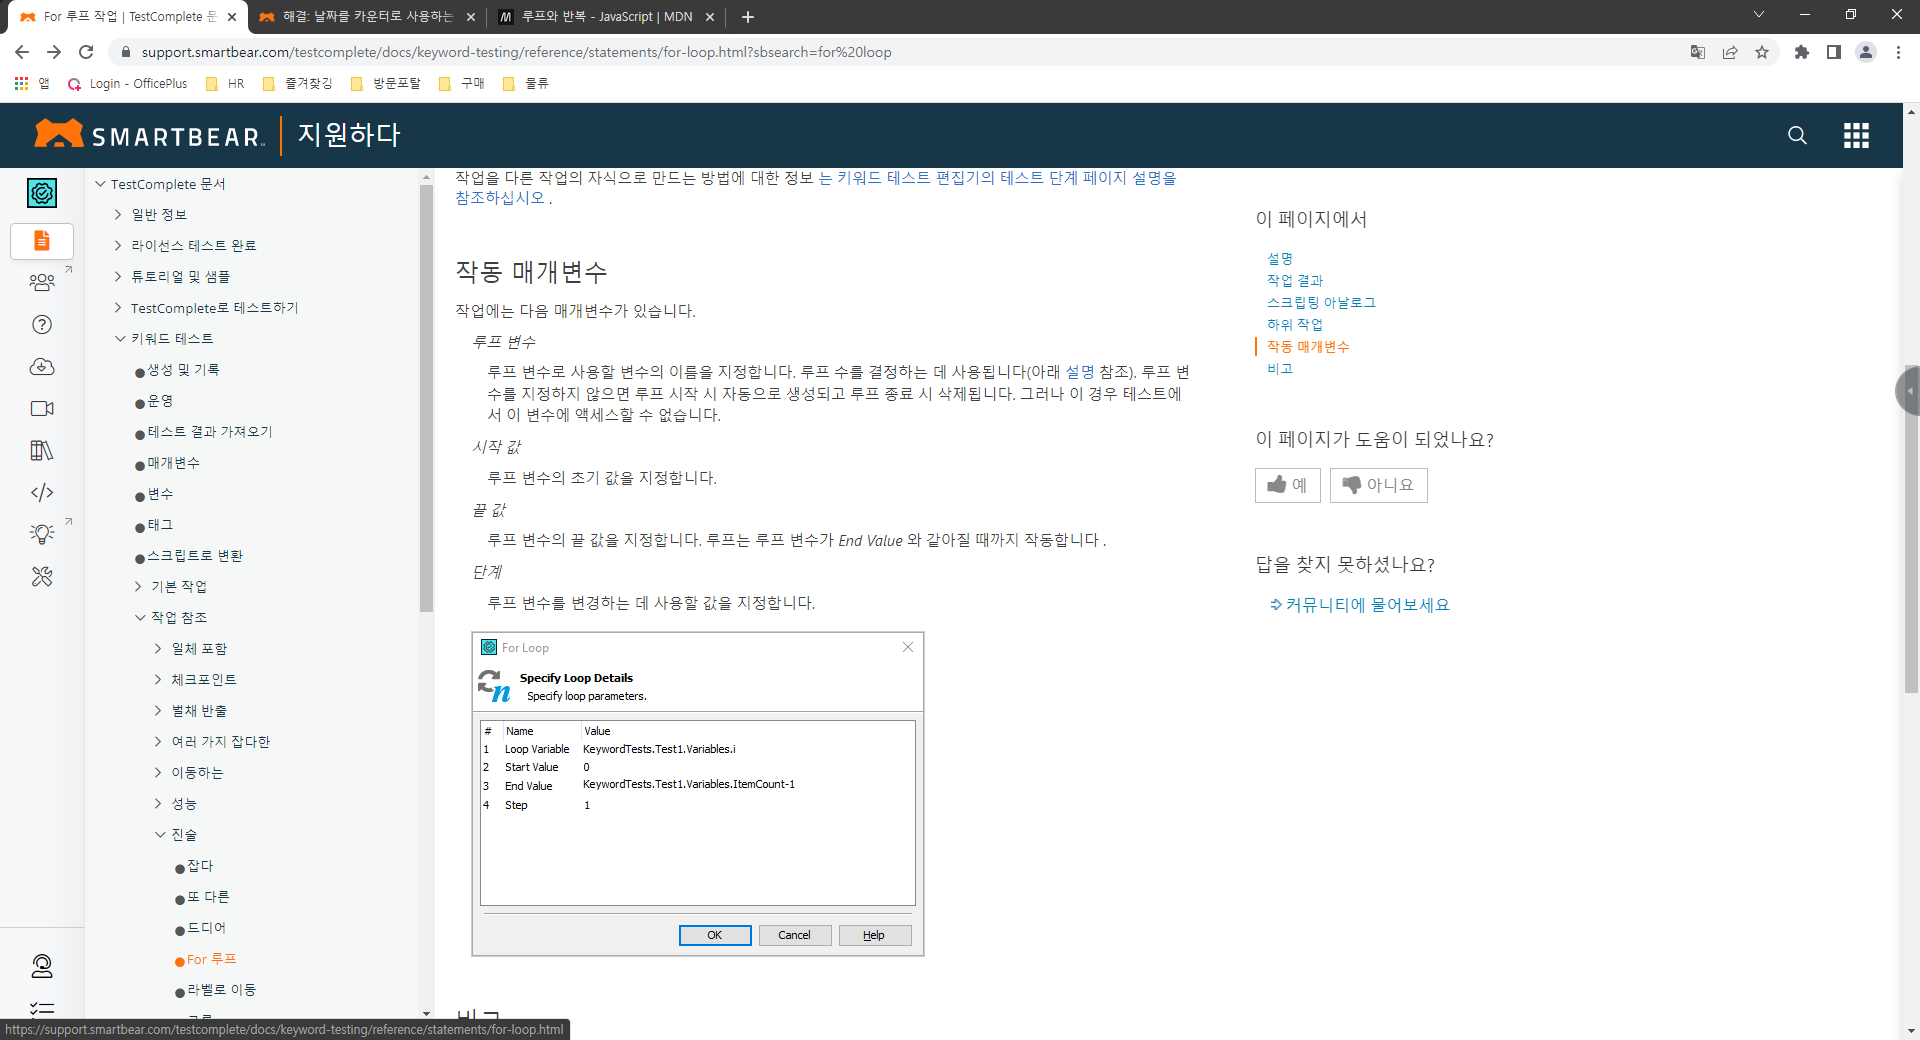 For 루프 작업 | TestComplete 문
해결: 날짜를 카운터로 사용하는
루프와 반복 - JavaScript | MDN
support.smartbear.com/testcomplete/docs/keyword-testing/reference/statements/for-loop.html?sbsearch=for%20loop
앱
Login - OfficePlus
HR
즐겨찾깅
방문포탈
구매
물류
SMARTBEAR
지원하다
TestComplete 문서
일반 정보
라이선스 테스트 완료
튜토리얼 및 샘플
TestComplete로 테스트하기
키워드 테스트
생성 및 기록
운영
테스트 결과 가져오기
매개변수
변수
태그
스크립트로 변환
기본 작업
작업 참조
일체 포함
체크포인트
벌채 반출
여러 가지 잡다한
이동하는
성능
진술
잡다
또 다른
드디어
For 루프
라벨로 이동
작업을 다른 작업의 자식으로 만드는 방법에 대한 정보 는 키워드 테스트 편집기의 테스트 단계 페이지 설명을
참조하십시오 .
작동 매개변수
작업에는 다음 매개변수가 있습니다.
루프 변수
루프 변수로 사용할 변수의 이름을 지정합니다. 루프 수를 결정하는 데 사용됩니다(아래 설명 참조). 루프 변
수를 지정하지 않으면 루프 시작 시 자동으로 생성되고 루프 종료 시 삭제됩니다. 그러나 이 경우 테스트에
서 이 변수에 액세스할 수 없습니다.
시작 값
루프 변수의 초기 값을 지정합니다.
끝 값
루프 변수의 끝 값을 지정합니다. 루프는 루프 변수가 End Value 와 같아질 때까지 작동합니다 .
단계
루프 변수를 변경하는 데 사용할 값을 지정합니다.
For Loop
Specify Loop Details
Specify loop parameters.
# Name Value
1 Loop Variable KeywordTests.Test1.Variables.i
2 Start Value 0
3 End Value KeywordTests.Test1.Variables.ItemCount-1
4 Step 1
OK
Cancel
Help
비고
이 페이지에서
설명
작업 결과
스크립팅 아날로그
하위 작업
작동 매개변수
비고
이 페이지가 도움이 되었나요?
예
아니요
답을 찾지 못하셨나요?
커뮤니티에 물어보세요
https://support.smartbear.com/testcomplete/docs/keyword-testing/reference/statements/for-loop.html